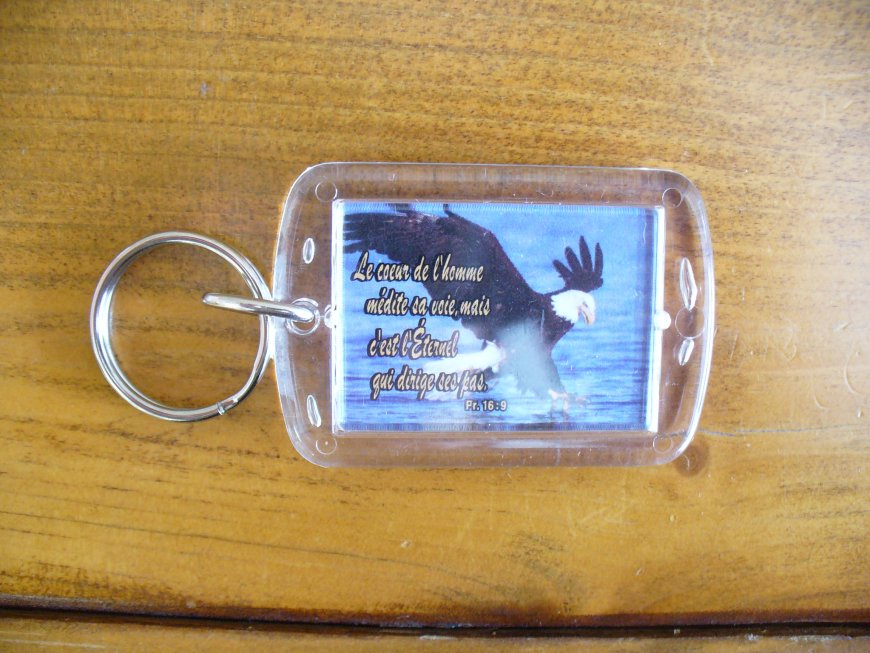 Le coeur de l'homme
médite sa voie, mais
c'est l'Éternel
qui dirige ses pas.
Pr. 16:9